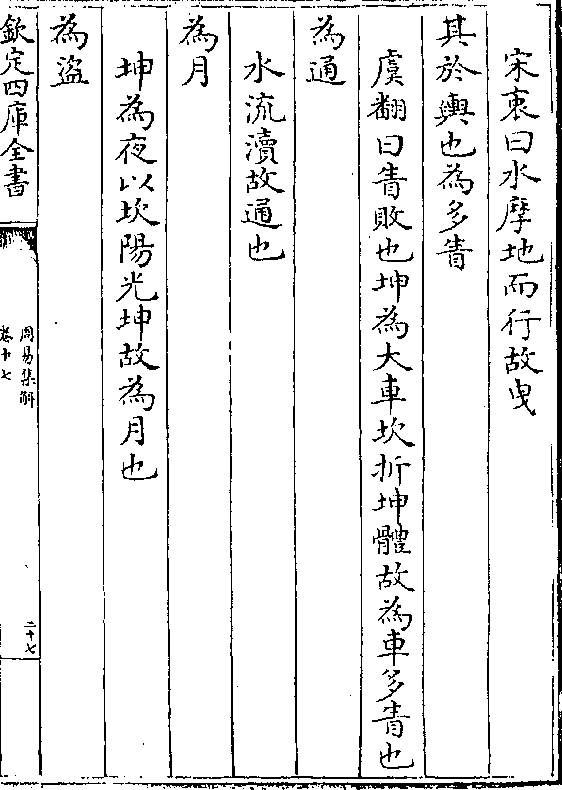 宋衷曰水摩地而行故曳
其於輿也為多眚
虞翻曰眚敗也坤為大車坎折坤體故為車多眚也
為通
水流瀆故通也
為月
坤為夜以坎陽光坤故為月也
為盜
欽定四庫全書
周易集解
卷十七
二十七